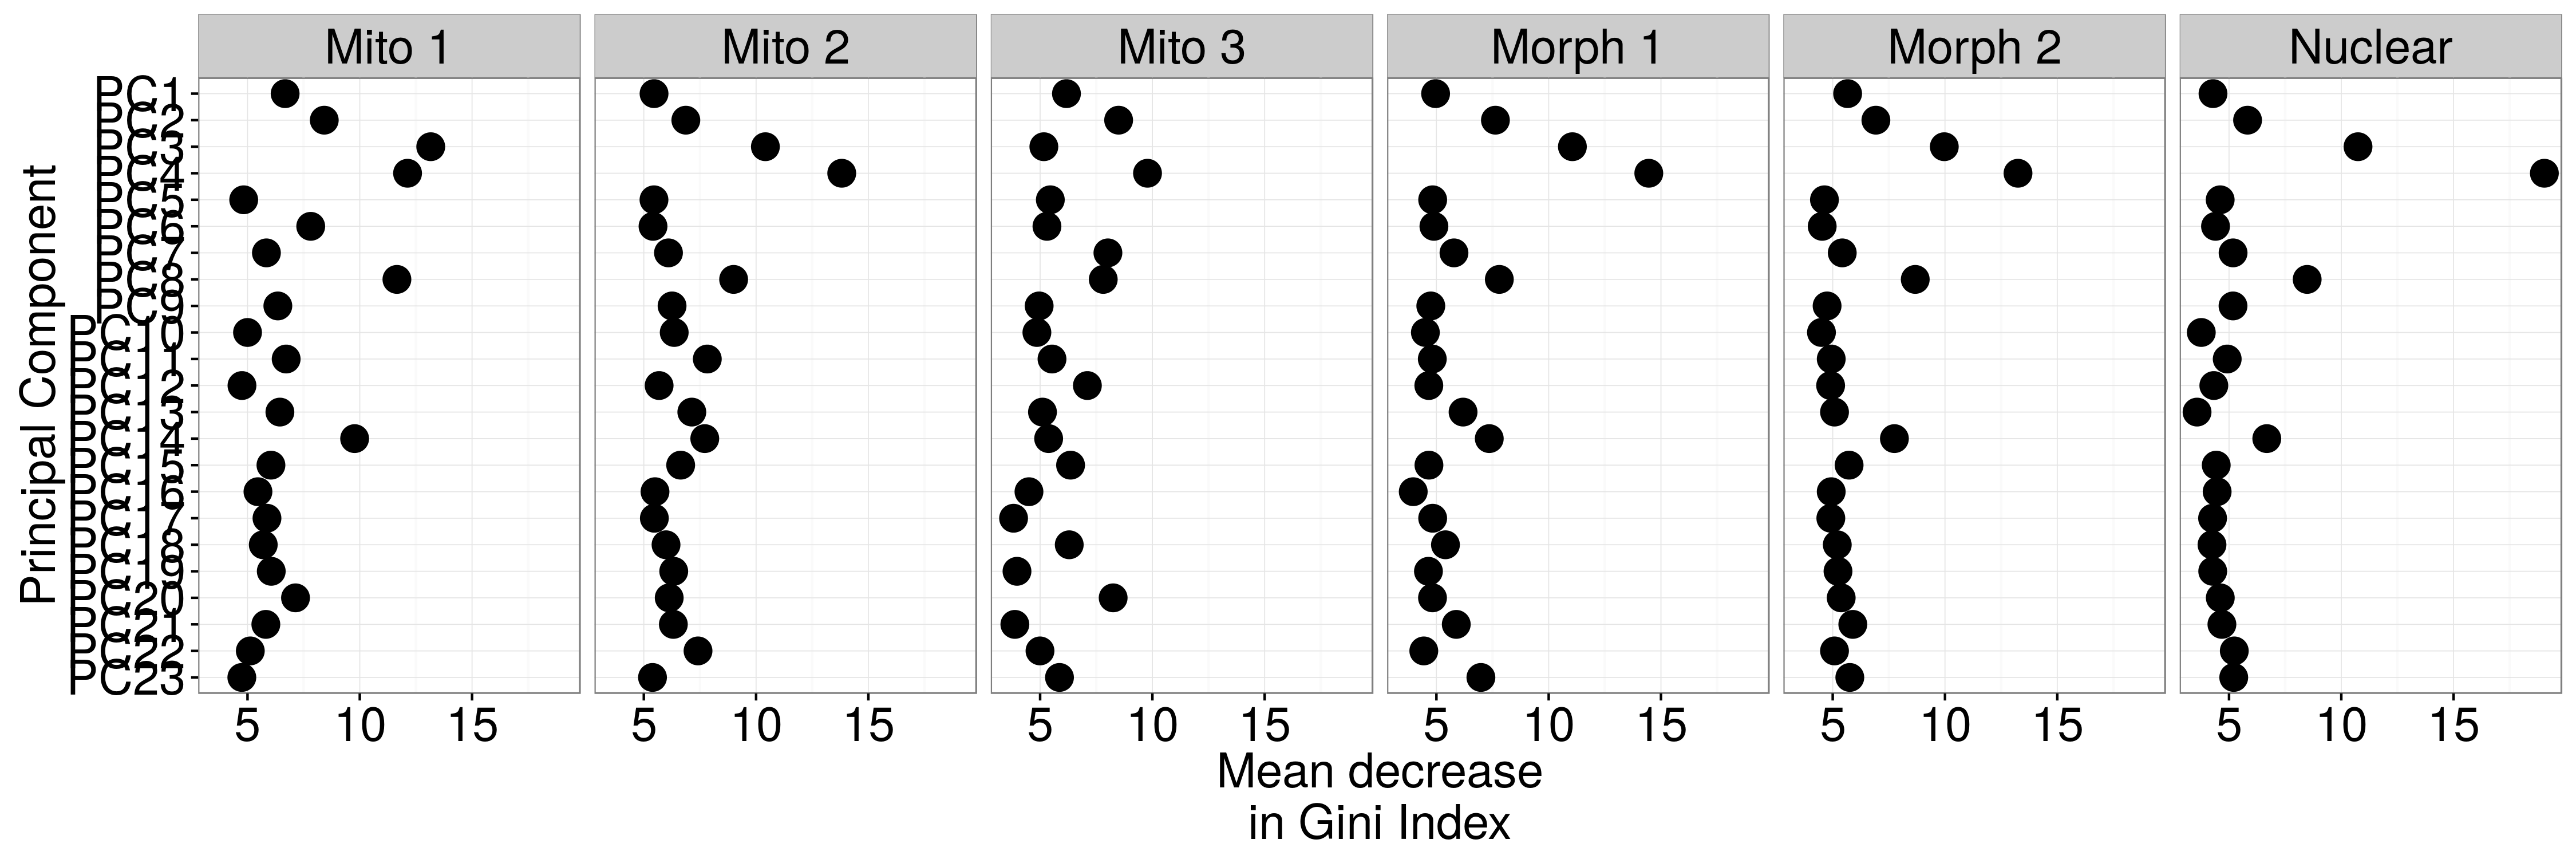 Mito 1
Mito 2
Mito 3
Morph 1
Morph 2
Nuclear
Principal Component
PC1
PC2
PC3
PC4
PC5
PC6
PC7
PC8
PC9
PC10
PC11
PC12
PC13
PC14
PC15
PC16
PC17
PC18
PC19
PC20
PC21
PC22
PC23
5 10 15
5 10 15
5 10 15
5 10 15
5 10 15
5 10 15
Mean decrease
in Gini Index